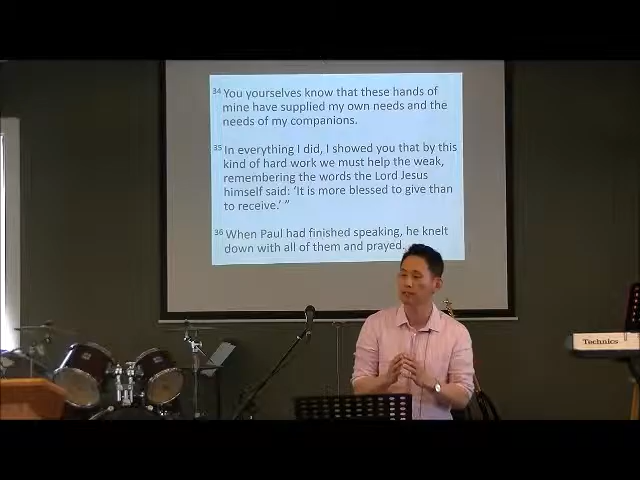 34 You yourselves know that these hands of
mine have supplied my own needs and the
needs of my companions.
35 In everything I did, I showed you that by this
kind of hard work we must help the weak,
remembering the words the Lord Jesus
himself said: ‘It is more blessed to give than
to receive.’ ”
36 When Paul had finished speaking, he knelt
down with all of them and prayed.
Technics